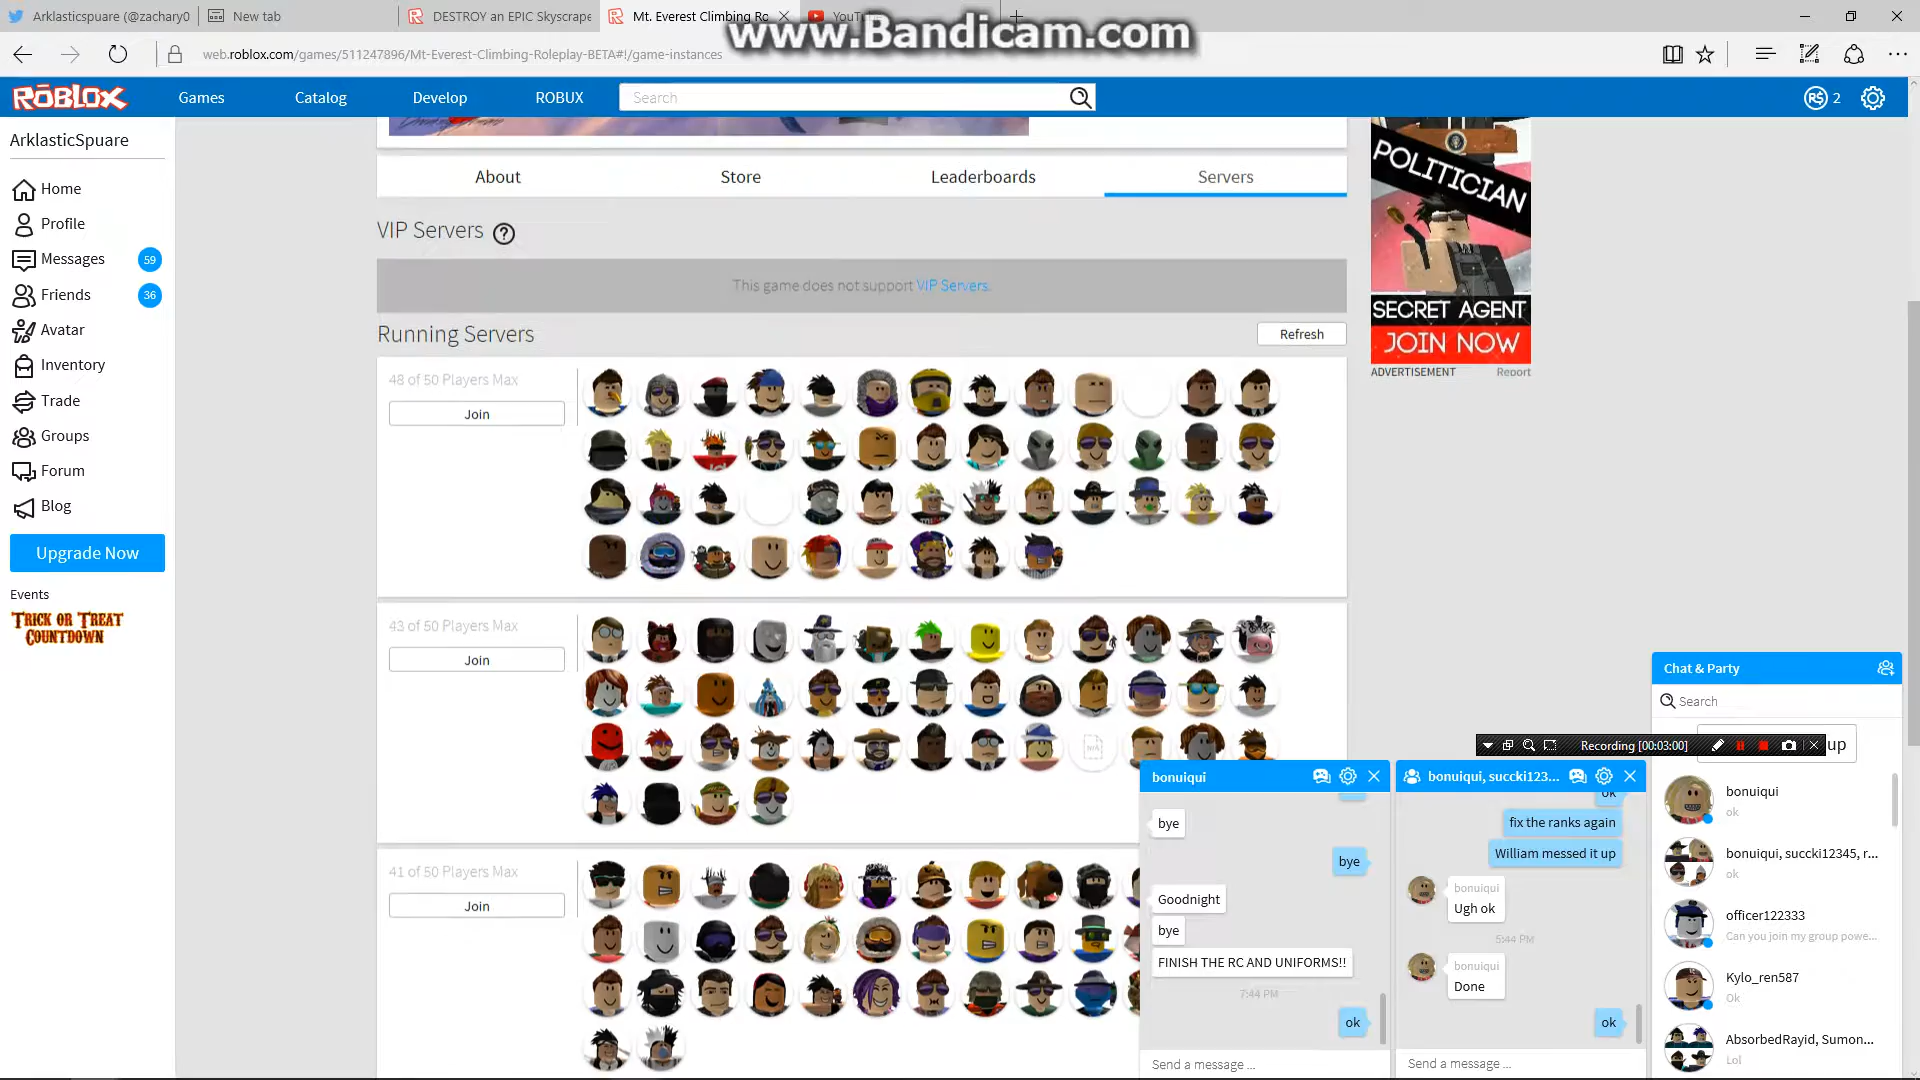 Arklasticspuare (@zachary0
New tab
DESTROY an EPIC Skyscrape
Mt. Everest Climbing Ro
YouTu
www.Bandicam.com
web.roblox.com/games/511247896/Mt-Everest-Climbing-Roleplay-BETA#!/game-instances
ROBLOX
Games
Catalog
Develop
ROBUX
Search
R$ 2
ArklasticSpuare
Home
Profile
Messages 59
Friends 36
Avatar
Inventory
Trade
Groups
Forum
Blog
Upgrade Now
Events
TRICK OR TREAT
COUNTDOWN
About
Store
Leaderboards
Servers
VIP Servers ?
This game does not support VIP Servers.
Running Servers
Refresh
48 of 50 Players Max
Join
43 of 50 Players Max
Join
41 of 50 Players Max
Join
POLITICIAN
SECRET AGENT
JOIN NOW
ADVERTISEMENT
Report
Recording [00:03:00]
bonuiqui
bye
bye
Goodnight
bye
FINISH THE RC AND UNIFORMS!!
7:44 PM
ok
Send a message ...
bonuiqui, succki123...
ok
fix the ranks again
William messed it up
bonuiqui
Ugh ok
5:44 PM
bonuiqui
Done
ok
Send a message ...
Chat & Party
Search
up
bonuiqui
ok
bonuiqui, succki12345, r...
ok
officer122333
Can you join my group powe...
Kylo_ren587
Ok
AbsorbedRayid, Sumon...
Lol